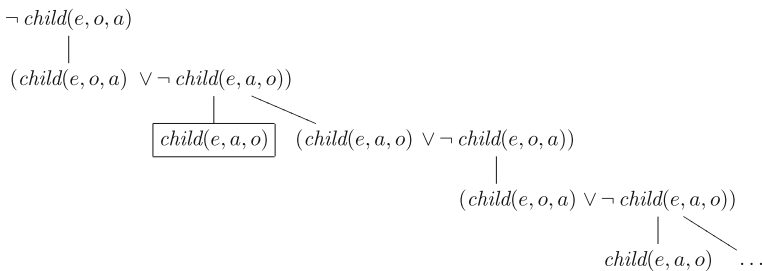 ¬ child(e, o, a)
(child(e, o, a) ∨ ¬ child(e, a, o))
child(e, a, o) (child(e, a, o) ∨ ¬ child(e, o, a))
(child(e, o, a) ∨ ¬ child(e, a, o))
child(e, a, o) ...